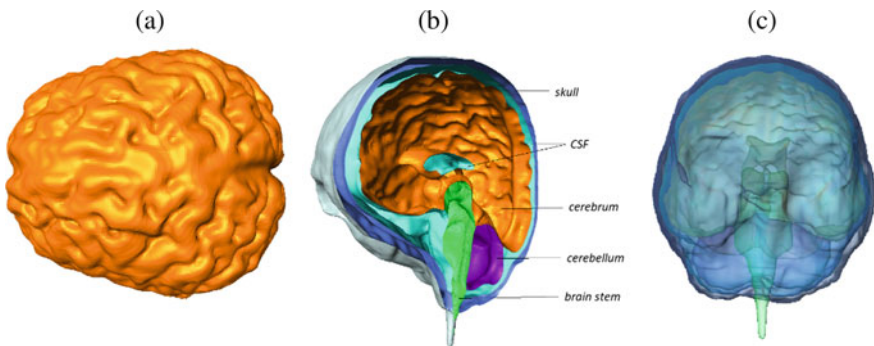 (a)
(b)
(c)
skull
CSF
cerebrum
cerebellum
brain stem